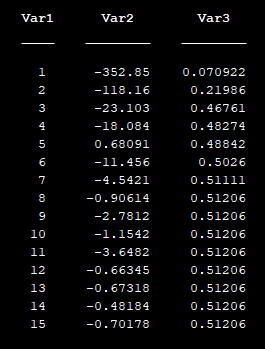 Var1 Var2 Var3
1 -352.85 0.070922
2 -118.16 0.21986
3 -23.103 0.46761
4 -18.084 0.48274
5 0.68091 0.48842
6 -11.456 0.5026
7 -4.5421 0.51111
8 -0.90614 0.51206
9 -2.7812 0.51206
10 -1.1542 0.51206
11 -3.6482 0.51206
12 -0.66345 0.51206
13 -0.67318 0.51206
14 -0.48184 0.51206
15 -0.70178 0.51206